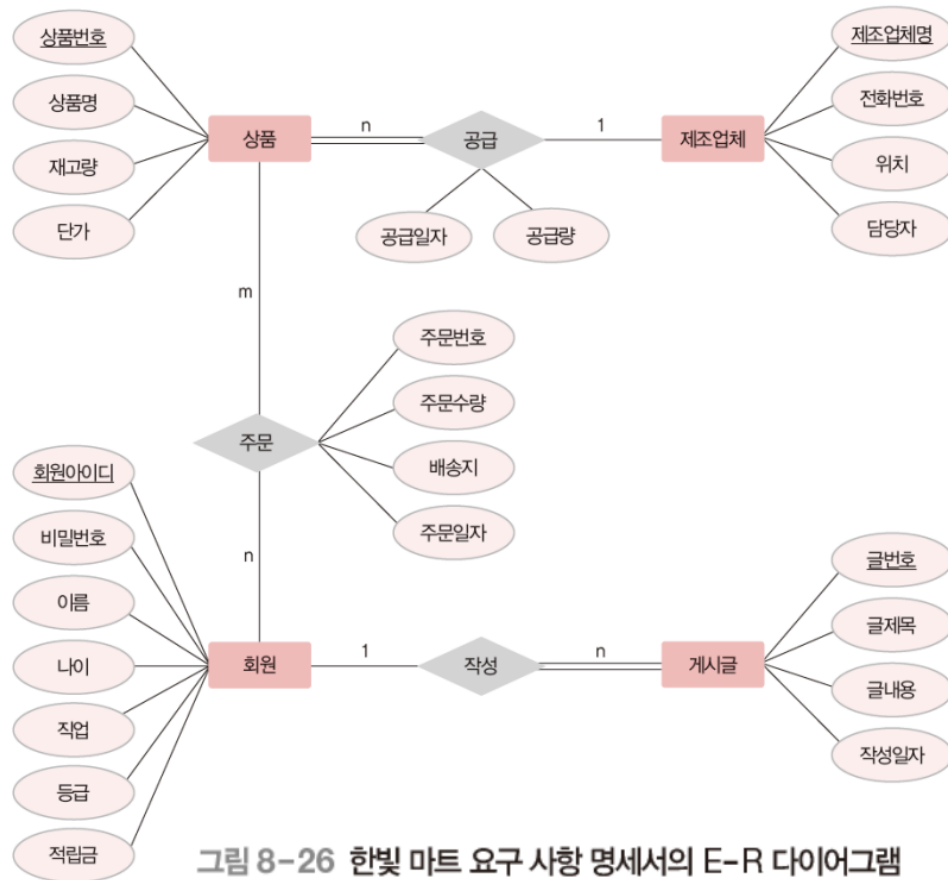 상품번호
상품명
재고량
단가
상품
n
공급
1
제조업체
제조업체명
전화번호
위치
담당자
공급일자
공급량
m
주문
주문번호
주문수량
배송지
주문일자
n
회원아이디
비밀번호
이름
나이
직업
등급
적립금
회원
1
작성
n
게시글
글번호
글제목
글내용
작성일자
그림 8-26 한빛 마트 요구 사항 명세서의 E-R 다이어그램